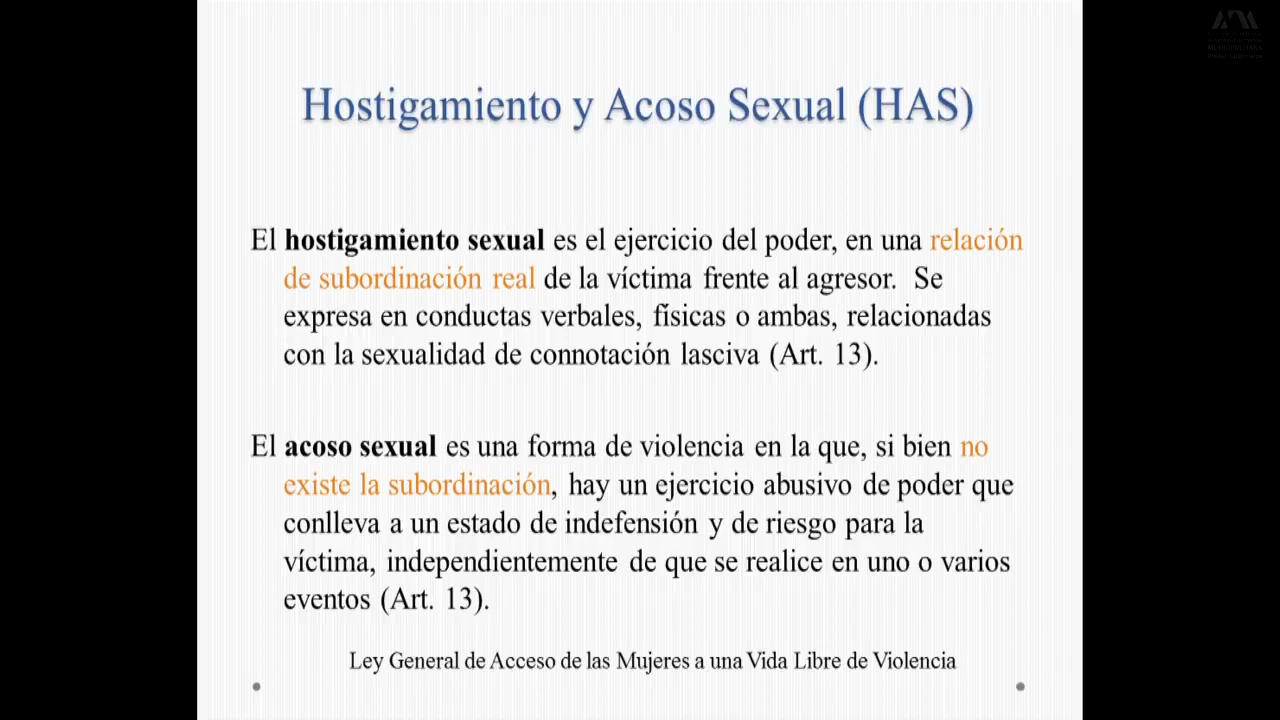 Hostigamiento y Acoso Sexual (HAS)
El hostigamiento sexual es el ejercicio del poder, en una relación
de subordinación real de la víctima frente al agresor. Se
expresa en conductas verbales, físicas o ambas, relacionadas
con la sexualidad de connotación lasciva (Art. 13).
El acoso sexual es una forma de violencia en la que, si bien no
existe la subordinación, hay un ejercicio abusivo de poder que
conlleva a un estado de indefensión y de riesgo para la
víctima, independientemente de que se realice en uno o varios
eventos (Art. 13).
Ley General de Acceso de las Mujeres a una Vida Libre de Violencia